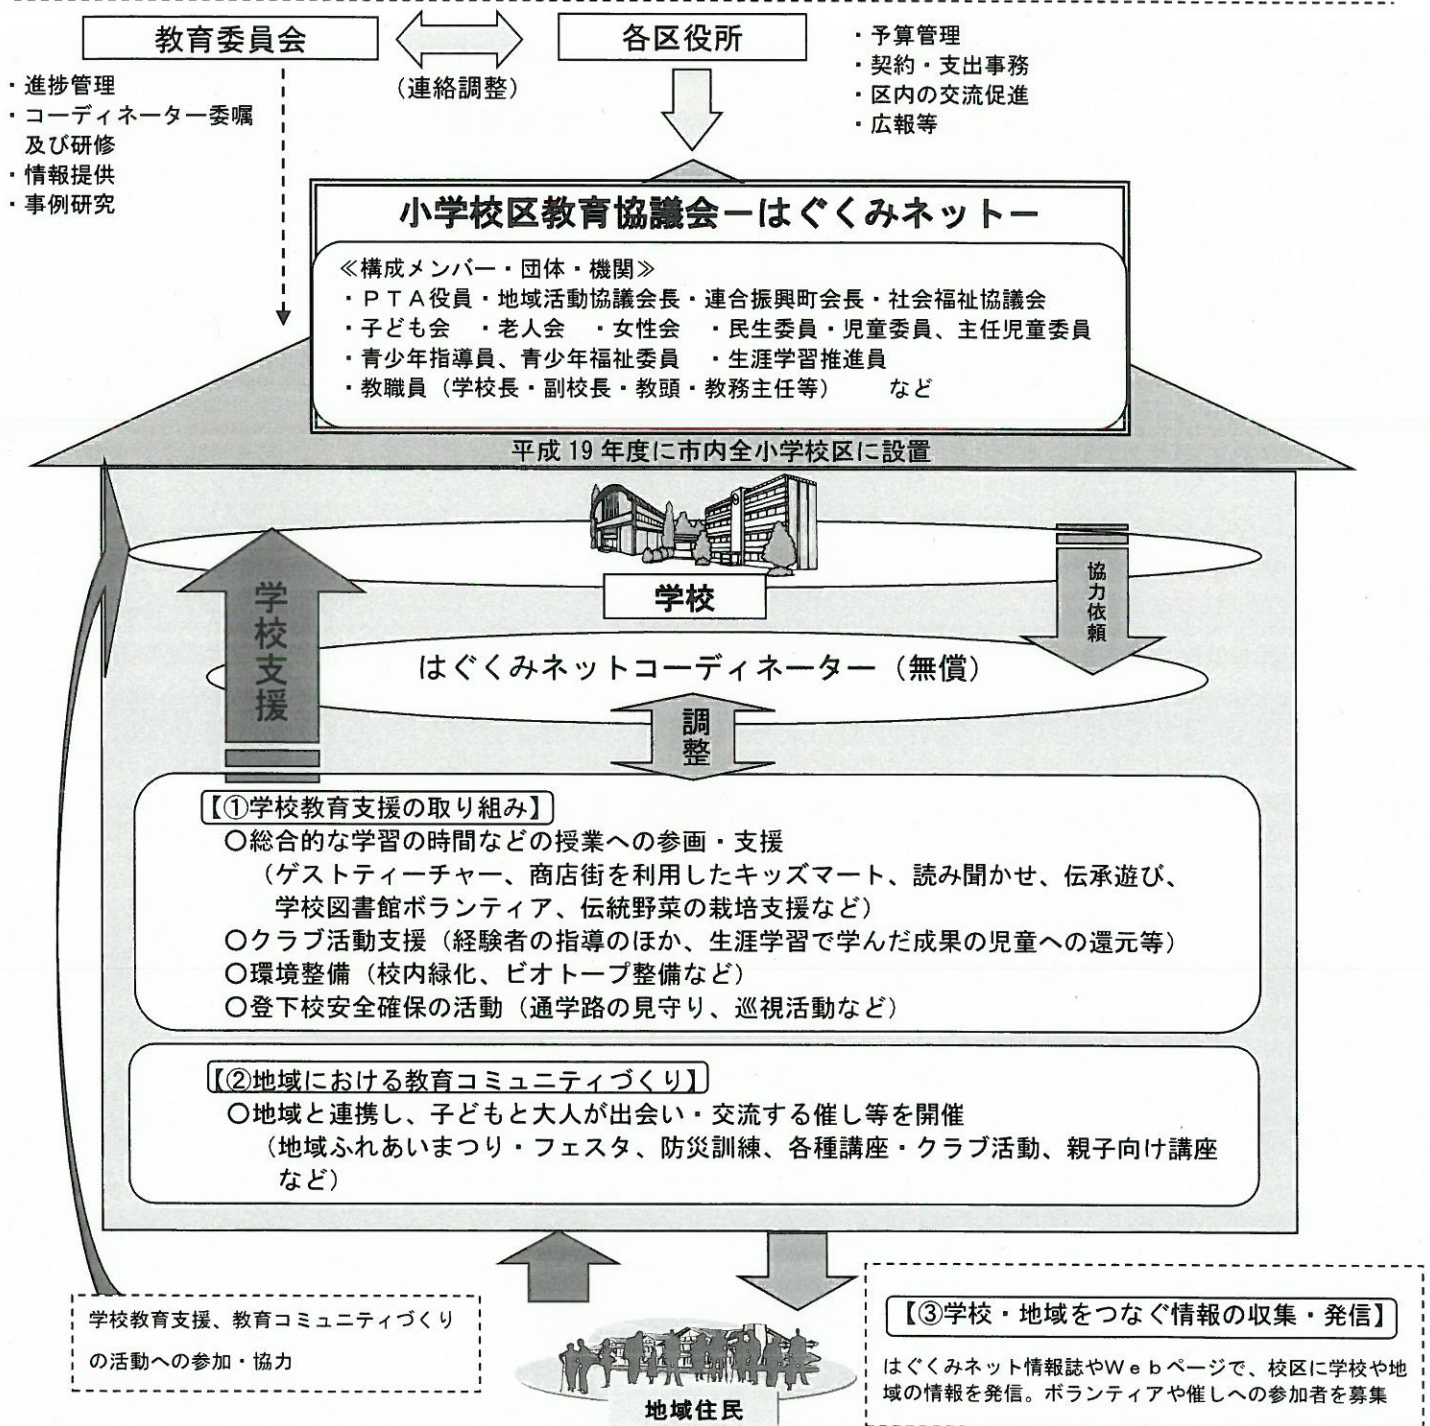 教育委員会
(連絡調整)
各区役所
・予算管理
・契約・支出事務
・区内の交流促進
・広報等
・進捗管理
・コーディネーター委嘱
及び研修
・情報提供
・事例研究
小学校区教育協議会－はぐくみネット－
≪構成メンバー・団体・機関≫
・ＰＴＡ役員・地域活動協議会長・連合振興町会長・社会福祉協議会
・子ども会　・老人会　・女性会　・民生委員・児童委員、主任児童委員
・青少年指導員、青少年福祉委員　・生涯学習推進員
・教職員（学校長・副校長・教頭・教務主任等）　　など
平成 19 年度に市内全小学校区に設置
学校
学校支援
協力依頼
はぐくみネットコーディネーター（無償）
調整
【①学校教育支援の取り組み】
○総合的な学習の時間などの授業への参画・支援
（ゲストティーチャー、商店街を利用したキッズマート、読み聞かせ、伝承遊び、
学校図書館ボランティア、伝統野菜の栽培支援など）
○クラブ活動支援（経験者の指導のほか、生涯学習で学んだ成果の児童への還元等）
○環境整備（校内緑化、ビオトープ整備など）
○登下校安全確保の活動（通学路の見守り、巡視活動など）
【②地域における教育コミュニティづくり】
○地域と連携し、子どもと大人が出会い・交流する催し等を開催
（地域ふれあいまつり・フェスタ、防災訓練、各種講座・クラブ活動、親子向け講座
など）
学校教育支援、教育コミュニティづくり
の活動への参加・協力
地域住民
【③学校・地域をつなぐ情報の収集・発信】
はぐくみネット情報誌やＷｅｂページで、校区に学校や地
域の情報を発信。ボランティアや催しへの参加者を募集